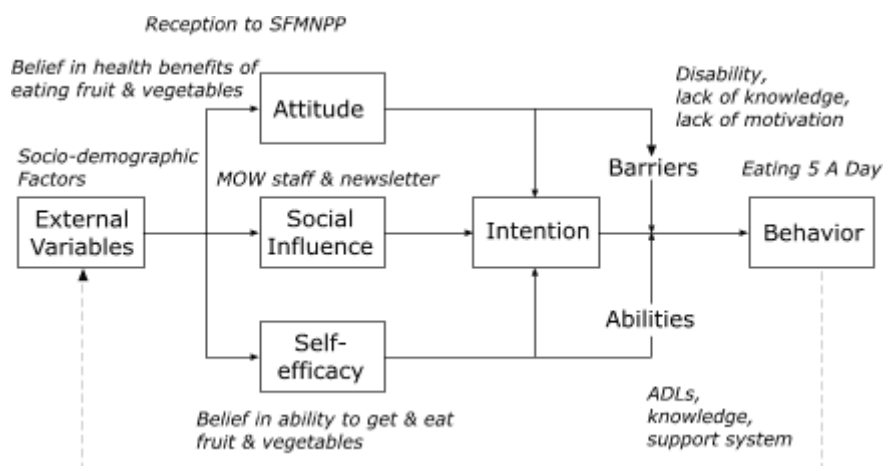 Reception to SFMNPP
Belief in health benefits of
eating fruit & vegetables
Attitude
Disability,
lack of knowledge,
lack of motivation
Socio-demographic
Factors
MOW staff & newsletter
Barriers
Eating 5 A Day
External
Variables
Social
Influence
Intention
Behavior
Abilities
Self-
efficacy
Belief in ability to get & eat
fruit & vegetables
ADLs,
knowledge,
support system